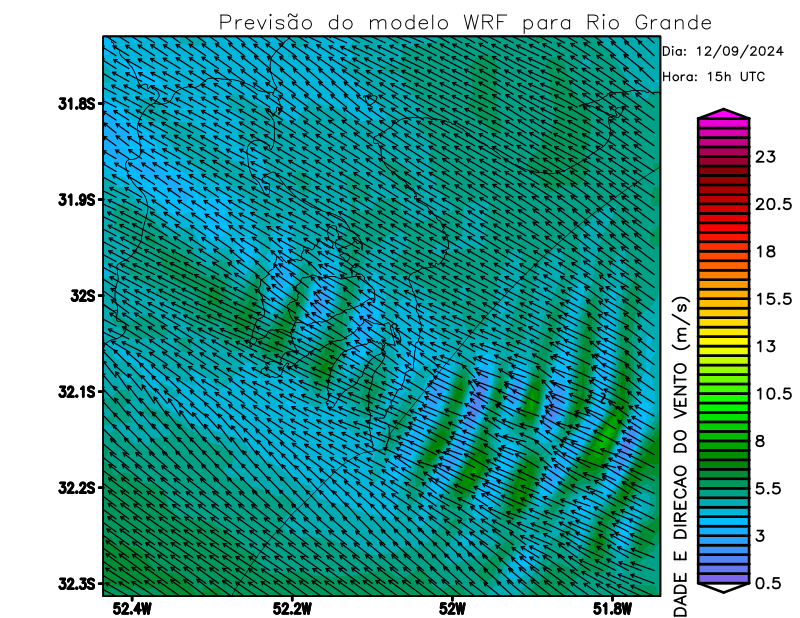 Previsão do modelo WRF para Rio Grande
Dia: 12/09/2024
Hora: 15h UTC
31.8S
31.9S
32S
32.1S
32.2S
32.3S
52.4W
52.2W
52W
51.8W
23
20.5
18
15.5
13
10.5
8
5.5
3
0.5
DADE E DIRECAO DO VENTO (m/s)